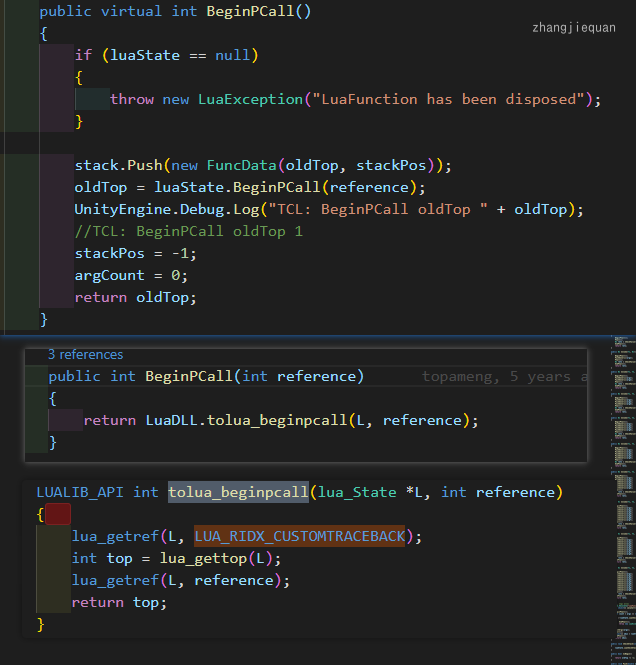 public virtual int BeginPCall()
zhangjiequan
{
if (luaState == null)
{
throw new LuaException("LuaFunction has been disposed");
}
stack.Push(new FuncData(oldTop, stackPos));
oldTop = luaState.BeginPCall(reference);
UnityEngine.Debug.Log("TCL: BeginPCall oldTop " + oldTop);
//TCL: BeginPCall oldTop 1
stackPos = -1;
argCount = 0;
return oldTop;
}
3 references
public int BeginPCall(int reference) topameng, 5 years a
{
return LuaDLL.tolua_beginpcall(L, reference);
}
LUALIB_API int tolua_beginpcall(lua_State *L, int reference)
{
lua_getref(L, LUA_RIDX_CUSTOMTRACEBACK);
int top = lua_gettop(L);
lua_getref(L, reference);
return top;
}